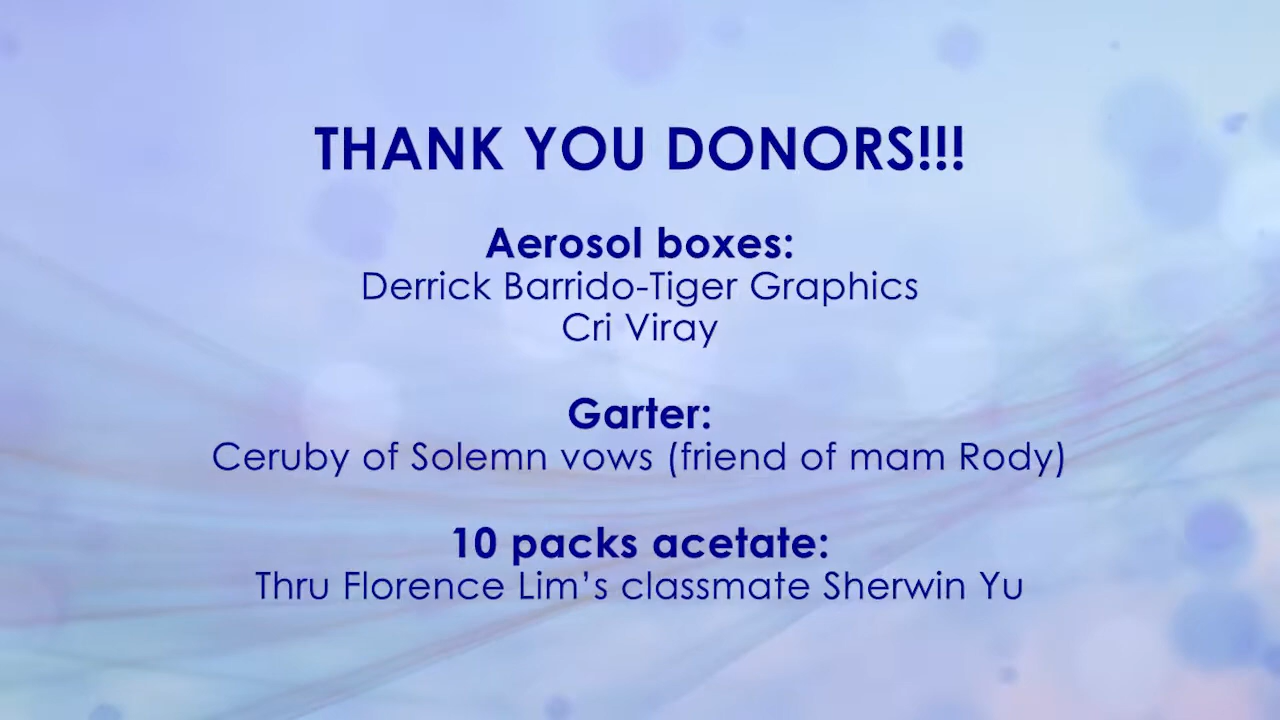 THANK YOU DONORS!!!
Aerosol boxes:
Derrick Barrido-Tiger Graphics
Cri Viray
Garter:
Ceruby of Solemn vows (friend of mam Rody)
10 packs acetate:
Thru Florence Lim’s classmate Sherwin Yu